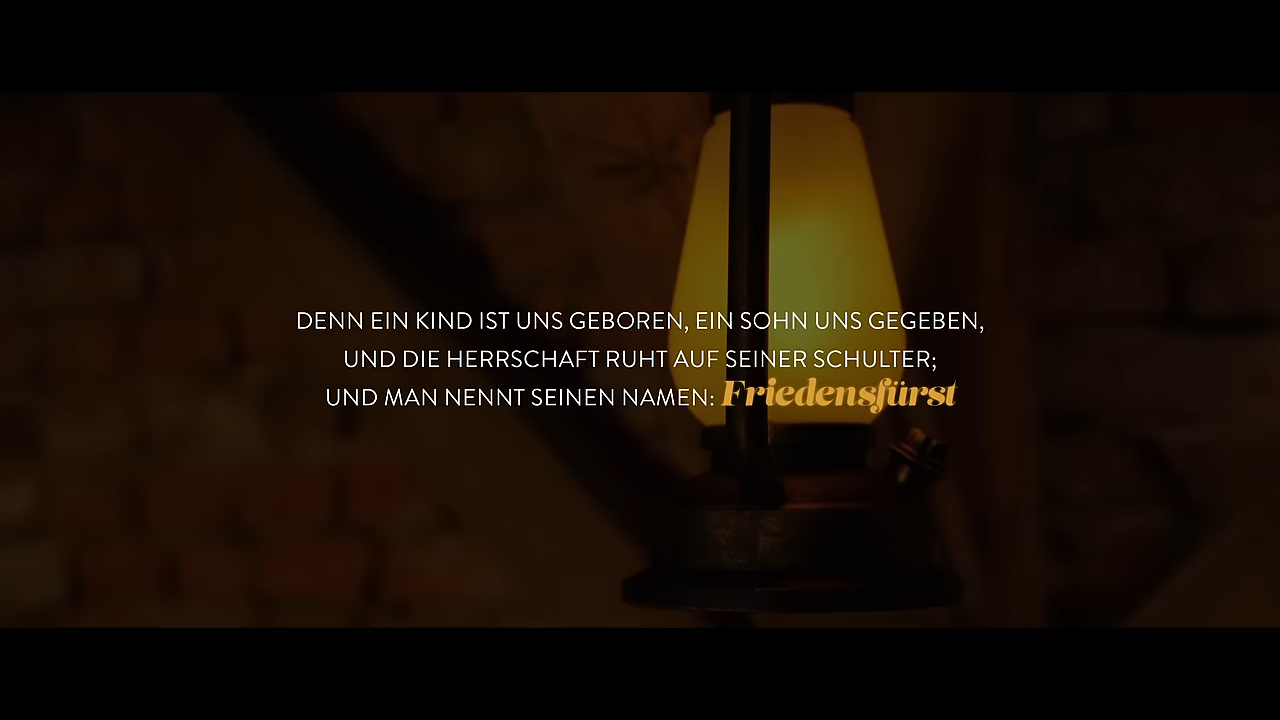 DENN EIN KIND IST UNS GEBOREN, EIN SOHN UNS GEGEBEN,
UND DIE HERRSCHAFT RUHT AUF SEINER SCHULTER;
UND MAN NENNT SEINEN NAMEN: Friedensfürst